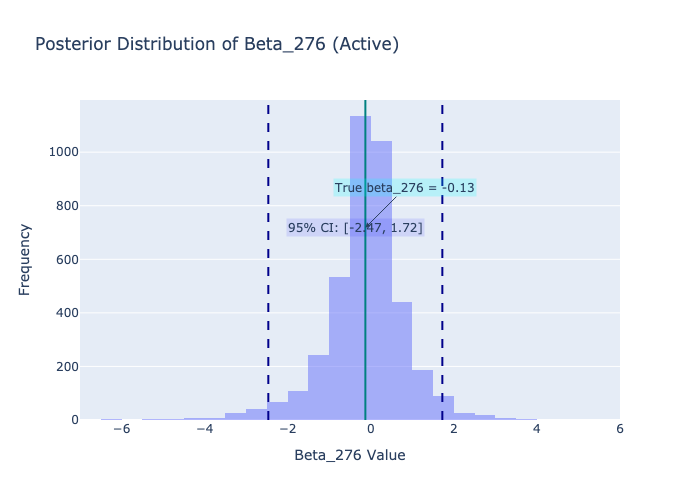 Posterior Distribution of Beta_276 (Active)
1000
800
600
400
200
0
Frequency
True beta_276 = -0.13
95% CI: [-2.47, 1.72]
−6
−4
−2
0
2
4
6
Beta_276 Value